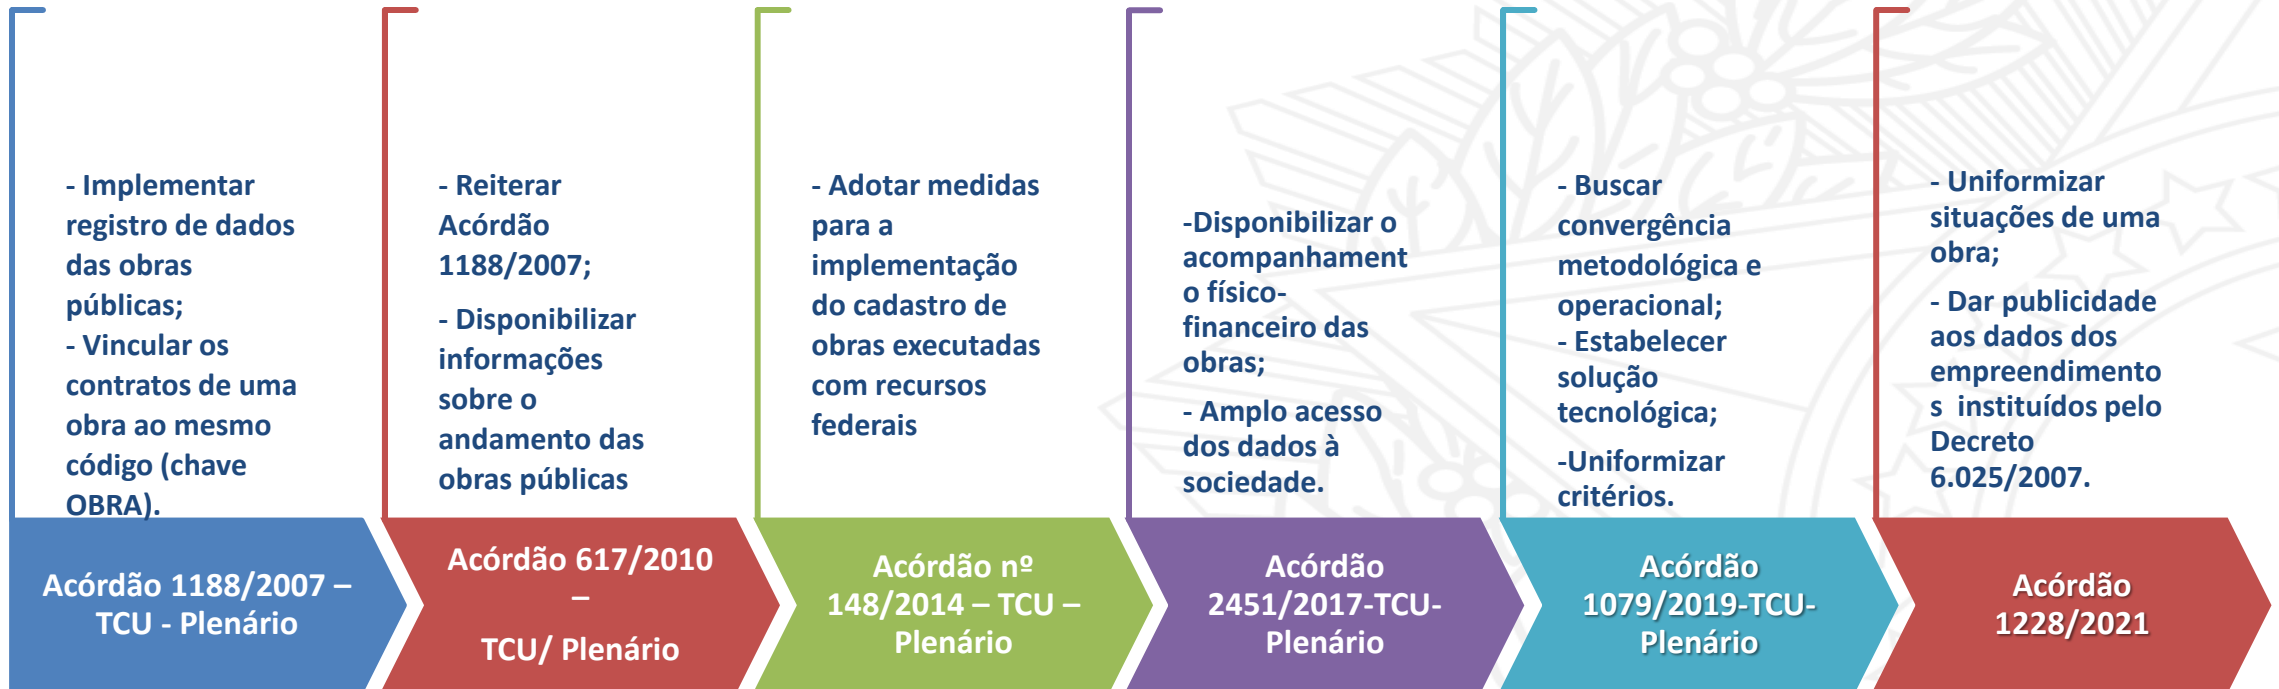 - Implementar
registro de dados
das obras
públicas;
- Vincular os
contratos de uma
obra ao mesmo
código (chave
OBRA).
Acórdão 1188/2007 –
TCU - Plenário
- Reiterar
Acórdão
1188/2007;
- Disponibilizar
informações
sobre o
andamento das
obras públicas
Acórdão 617/2010
–
TCU/ Plenário
- Adotar medidas
para a
implementação
do cadastro de
obras executadas
com recursos
federais
Acórdão nº
148/2014 – TCU –
Plenário
-Disponibilizar o
acompanhament
o físico-
financeiro das
obras;
- Amplo acesso
dos dados à
sociedade.
Acórdão
2451/2017-TCU-
Plenário
- Buscar
convergência
metodológica e
operacional;
- Estabelecer
solução
tecnológica;
-Uniformizar
critérios.
Acórdão
1079/2019-TCU-
Plenário
- Uniformizar
situações de uma
obra;
- Dar publicidade
aos dados dos
empreendimento
s instituídos pelo
Decreto
6.025/2007.
Acórdão
1228/2021